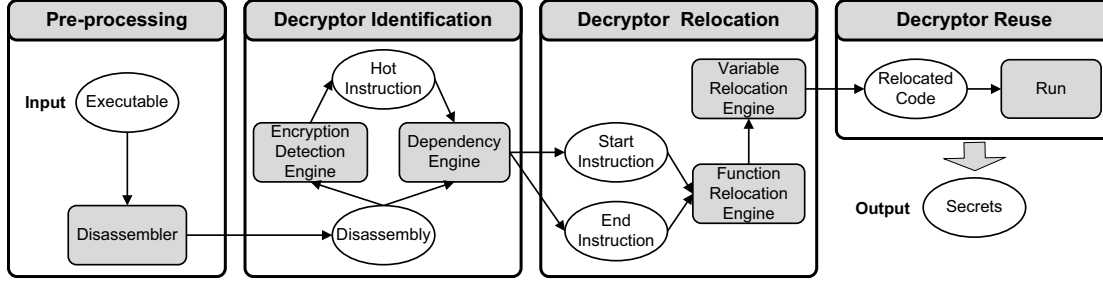 Pre-processing
Input
Executable
Disassembler
Decryptor Identification
Hot
Instruction
Encryption
Detection
Engine
Dependency
Engine
Disassembly
Decryptor Relocation
Start
Instruction
End
Instruction
Variable
Relocation
Engine
Function
Relocation
Engine
Decryptor Reuse
Relocated
Code
Run
Output
Secrets